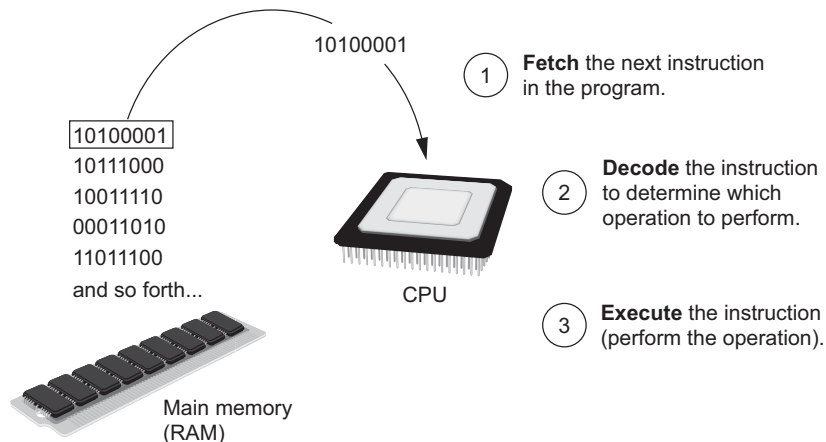 10100001
1
Fetch the next instruction
in the program.
10100001
10111000
10011110
00011010
11011100
and so forth...
CPU
2
Decode the instruction
to determine which
operation to perform.
3
Execute the instruction
(perform the operation).
Main memory
(RAM)